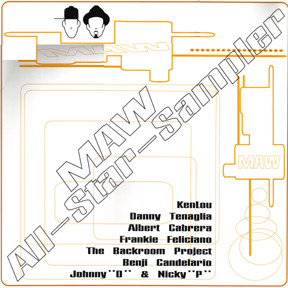 MAW
All-Star-Sampler
MAW
KenLou
Danny Tenaglia
Albert Cabrera
Frankie Feliciano
The Backroom Project
Benji Candelario
Johnny"D" & Nicky"P"